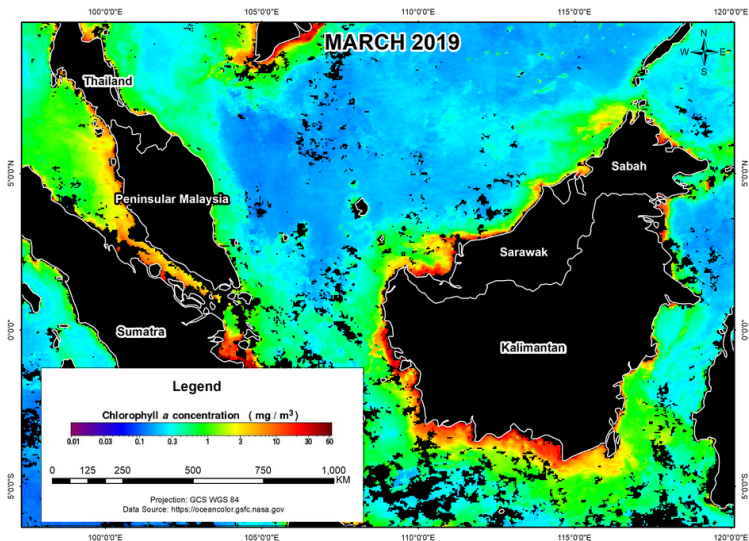 100°0'0"E 105°0'0"E 110°0'0"E 115°0'0"E 120°0'0"E
MARCH 2019
N
W E
S
Thailand
Sabah
5°0'0"N 5°0'0"N
Peninsular Malaysia
Sarawak
0°0'0" 0°0'0"
Sumatra
Kalimantan
Legend
Chlorophyll a concentration ( mg / m³)
0.01 0.03 0.1 0.3 1 3 10 30 60
0 125 250 500 750 1,000
KM
5°0'0"S 5°0'0"S
Projection: GCS WGS 84
Data Source: https://oceancolor.gsfc.nasa.gov
100°0'0"E 105°0'0"E 110°0'0"E 115°0'0"E 120°0'0"E